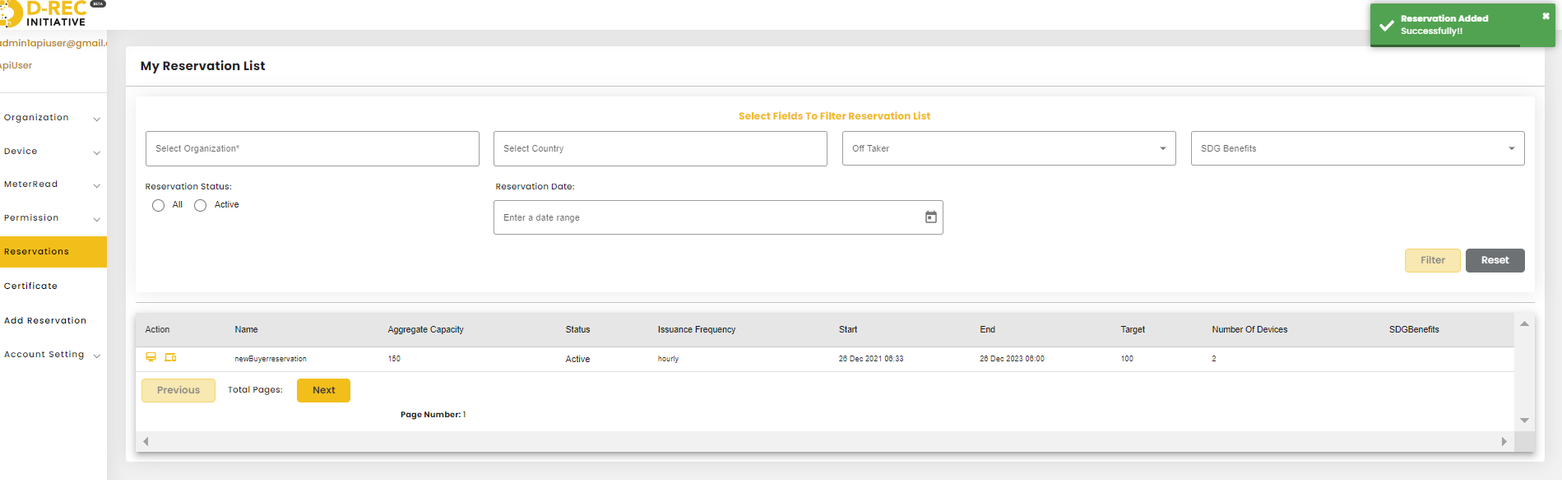 D-REC
BETA
INITIATIVE
admin1apiuser@gmail.c
ApiUser
Organization
Device
MeterRead
Permission
Reservations
Certificate
Add Reservation
Account Setting
Reservation Added
Successfully!!
My Reservation List
Select Fields To Filter Reservation List
Select Organization* Select Country Off Taker SDG Benefits
Reservation Status: Reservation Date:
All Active
Enter a date range
Filter Reset
Action Name Aggregate Capacity Status Issuance Frequency Start End Target Number Of Devices SDGBenefits
newBuyerreservation 150 Active hourly 26 Dec 2021 06:33 26 Dec 2023 06:00 100 2
Previous Total Pages: Next
Page Number: 1